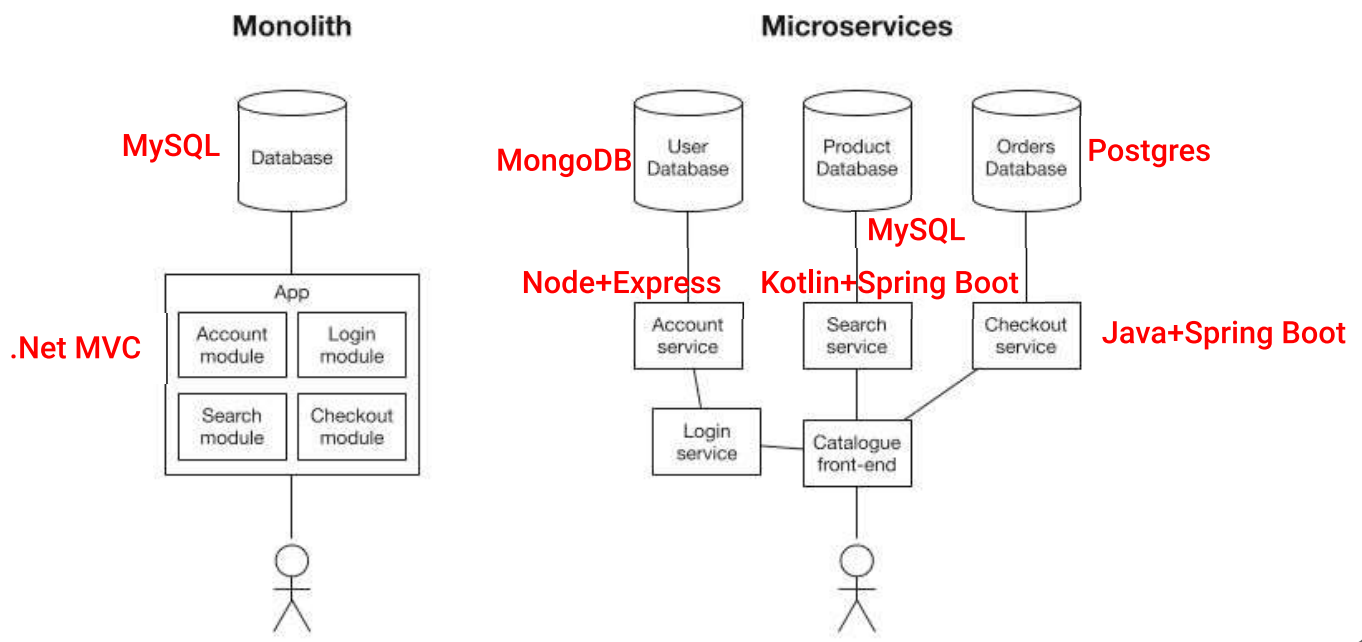 Monolith
MySQL
Database
App
.Net MVC
Account
module
Login
module
Search
module
Checkout
module
Microservices
MongoDB
User
Database
Product
Database
Orders
Database
Postgres
MySQL
Node+Express
Kotlin+Spring Boot
Account
service
Search
service
Checkout
service
Java+Spring Boot
Login
service
Catalogue
front-end